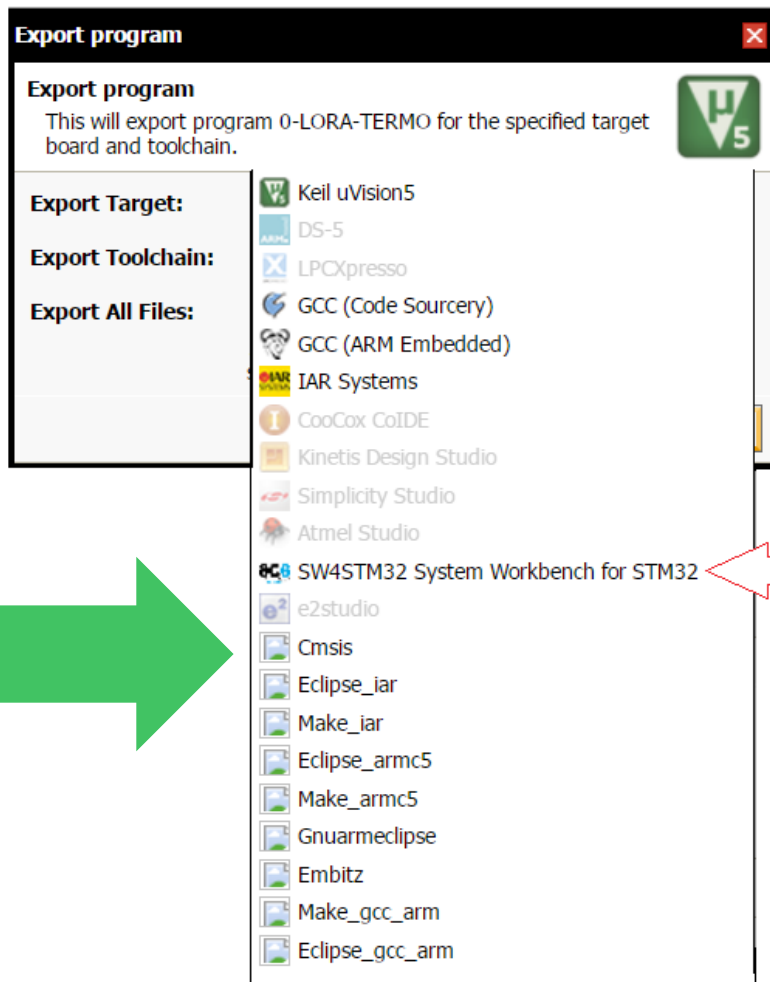 Export program
Export program
This will export program 0-LORA-TERMO for the specified target
board and toolchain.
Export Target:
Export Toolchain:
Export All Files:
Keil uVision5
DS-5
LPCXpresso
GCC (Code Sourcery)
GCC (ARM Embedded)
IAR Systems
CooCox CoIDE
Kinetis Design Studio
Simplicity Studio
Atmel Studio
SW4STM32 System Workbench for STM32
e2studio
Cmsis
Eclipse_iar
Make_iar
Eclipse_armc5
Make_armc5
Gnuarmeclipse
Embitz
Make_gcc_arm
Eclipse_gcc_arm